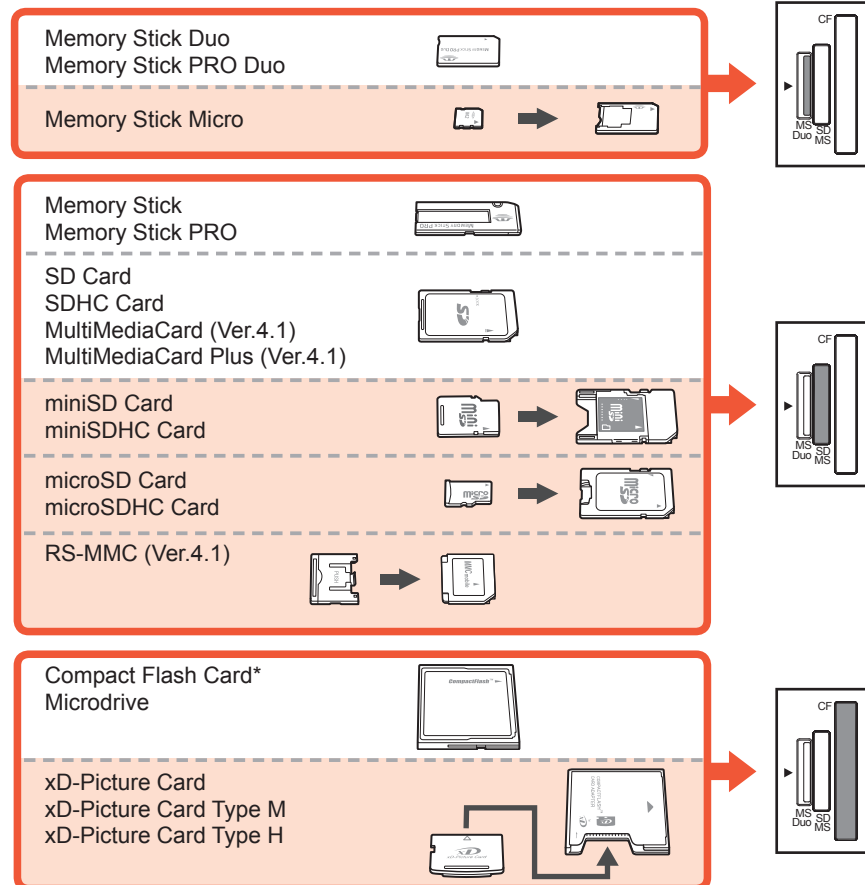 Memory Stick Duo
Memory Stick PRO Duo
Memory Stick Micro
CF
MS
Duo
SD
MS
Memory Stick
Memory Stick PRO
SD Card
SDHC Card
MultiMediaCard (Ver.4.1)
MultiMediaCard Plus (Ver.4.1)
miniSD Card
miniSDHC Card
microSD Card
microSDHC Card
RS-MMC (Ver.4.1)
CF
MS
Duo
SD
MS
Compact Flash Card*
Microdrive
CompactFlash
xD-Picture Card
xD-Picture Card Type M
xD-Picture Card Type H
COMPACTFLASH™
CARD ADAPTER
CF
MS
Duo
SD
MS